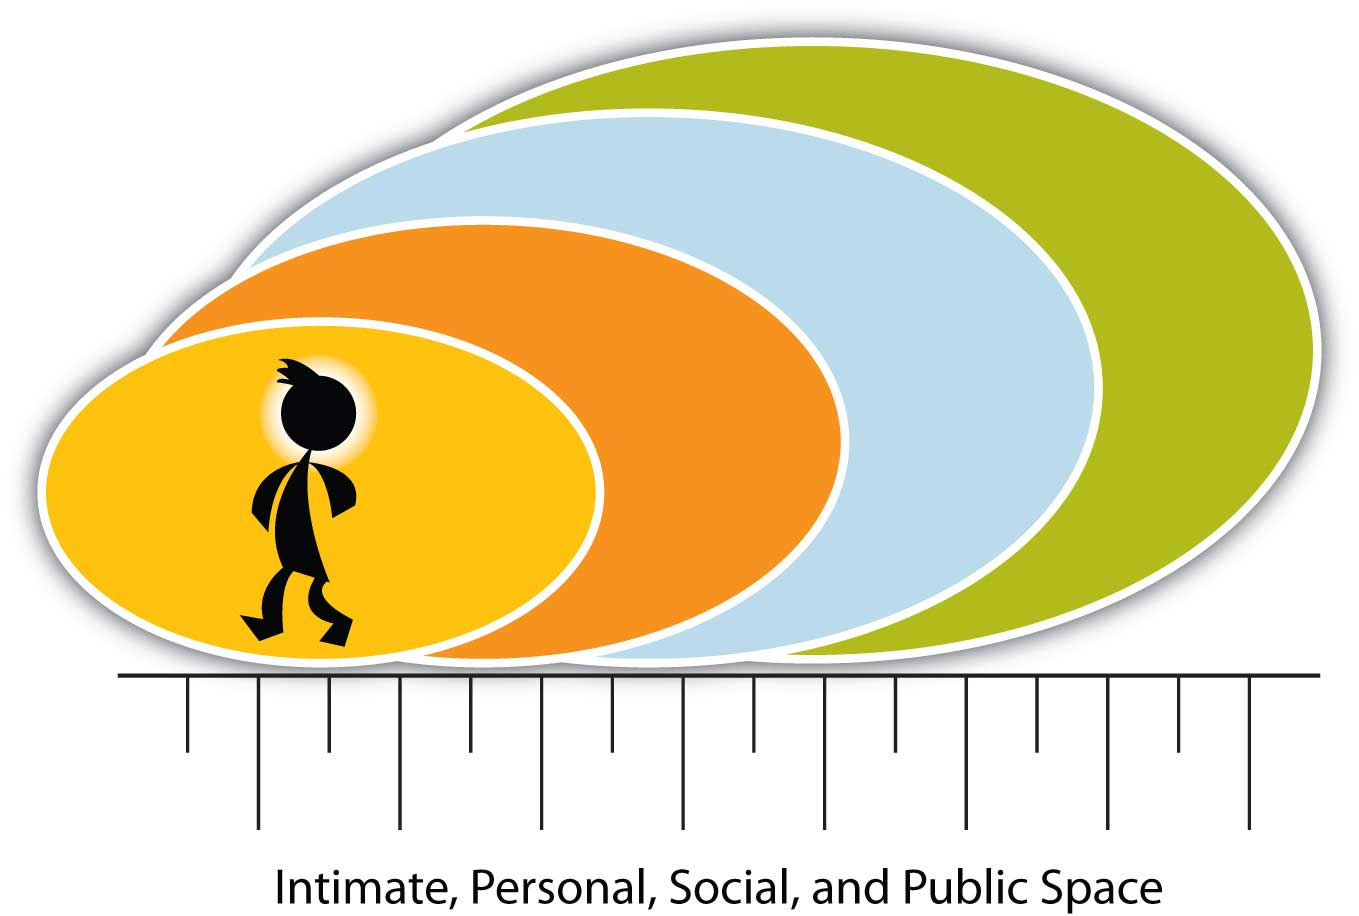 Intimate, Personal, Social, and Public Space